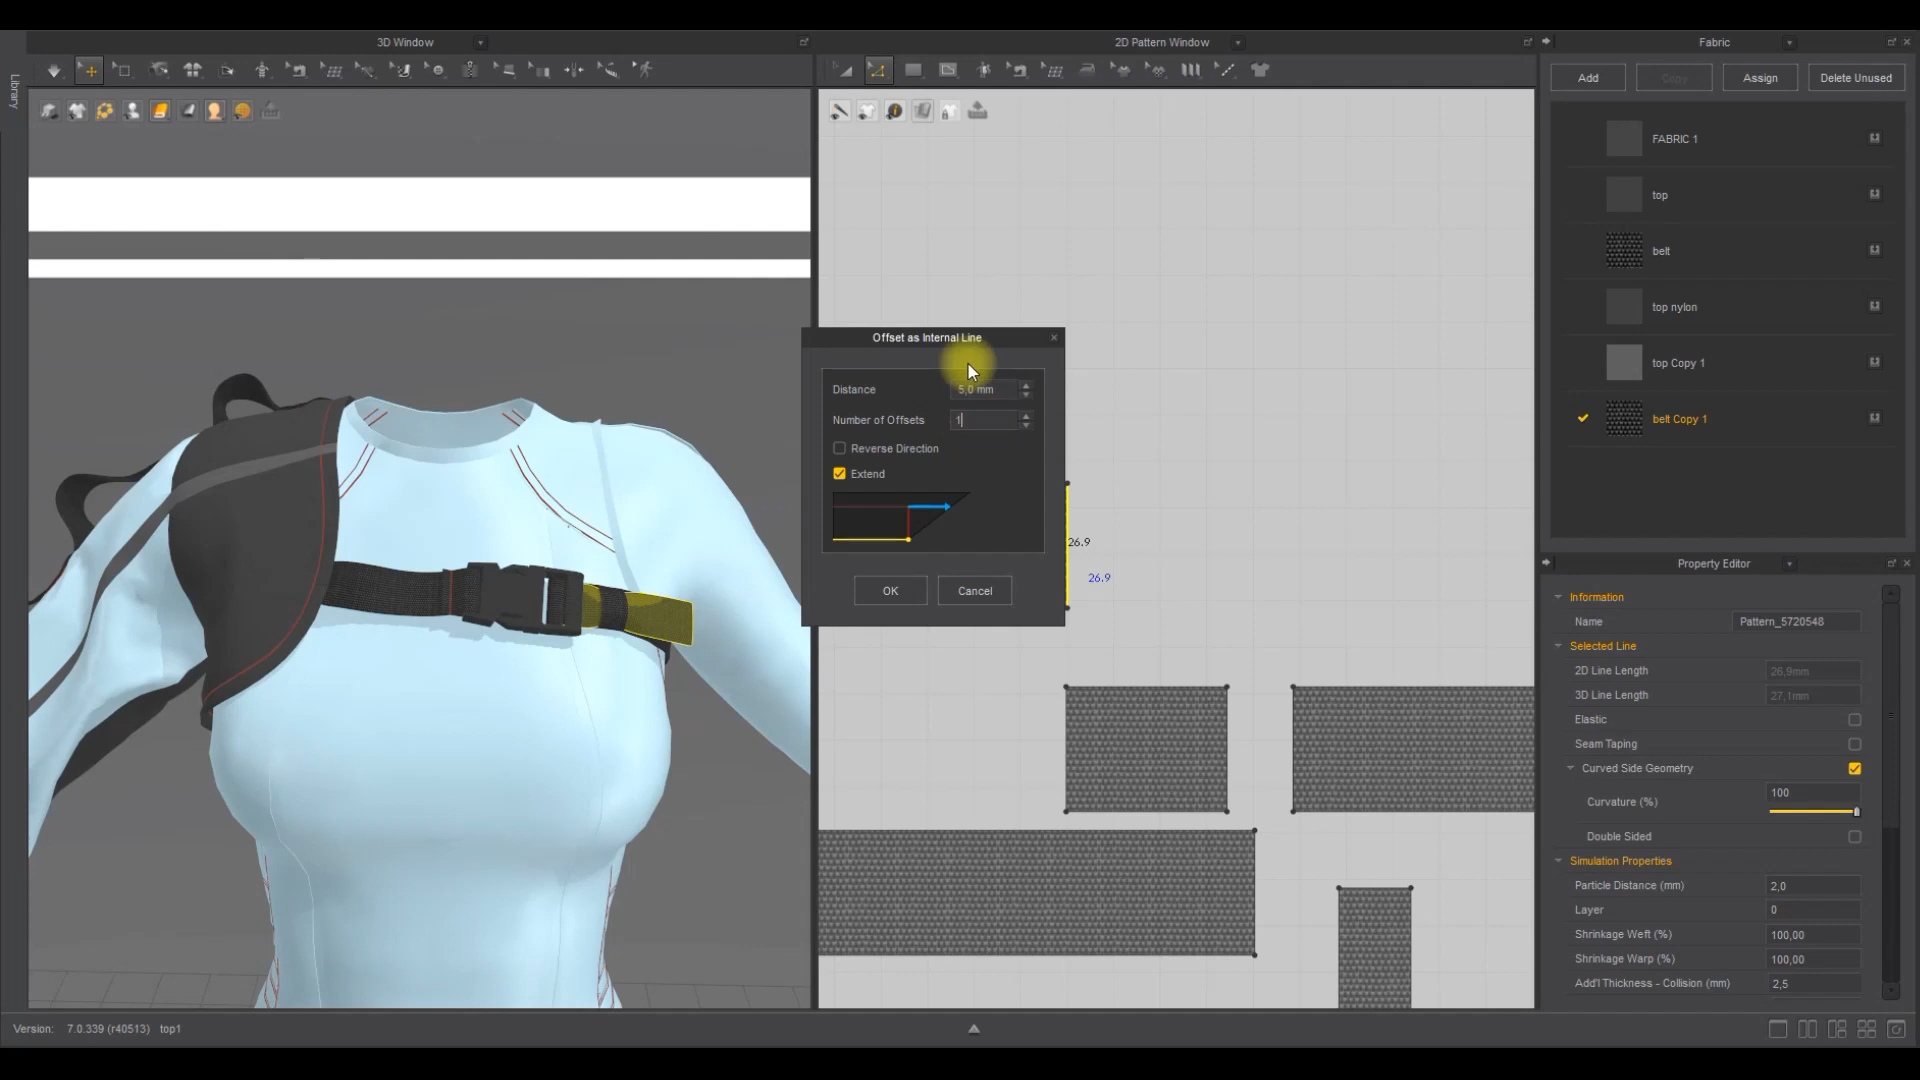 3D Window
2D Pattern Window
Fabric
Library
Add
Copy
Assign
Delete Unused
FABRIC 1
top
belt
top nylon
top Copy 1
belt Copy 1
Offset as Internal Line
Distance
5,0 mm
Number of Offsets
1
Reverse Direction
Extend
OK
Cancel
26.9
26.9
Property Editor
Information
Name
Pattern_5720548
Selected Line
2D Line Length
26,9mm
3D Line Length
27,1mm
Elastic
Seam Taping
Curved Side Geometry
Curvature (%)
100
Double Sided
Simulation Properties
Particle Distance (mm)
2,0
Layer
0
Shrinkage Weft (%)
100,00
Shrinkage Warp (%)
100,00
Add'l Thickness - Collision (mm)
2,5
Version: 7.0.339 (r40513) top1